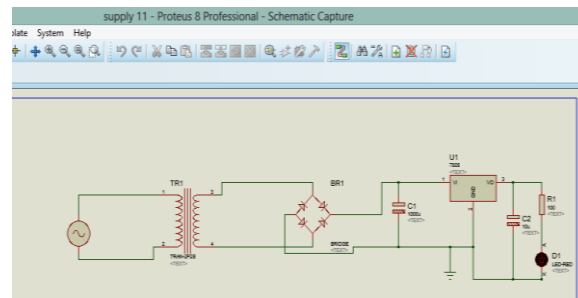 supply 11 - Proteus 8 Professional - Schematic Capture
plate System Help
TR1
1
3
2
4
TRAN-2P2S
<TEXT>
BR1
BRIDGE
<TEXT>
C1
1000u
<TEXT>
U1
7805
<TEXT>
1
VI
VO
3
GND
2
C2
10u
<TEXT>
R1
100
<TEXT>
A
D1
LED-RED
<TEXT>
K